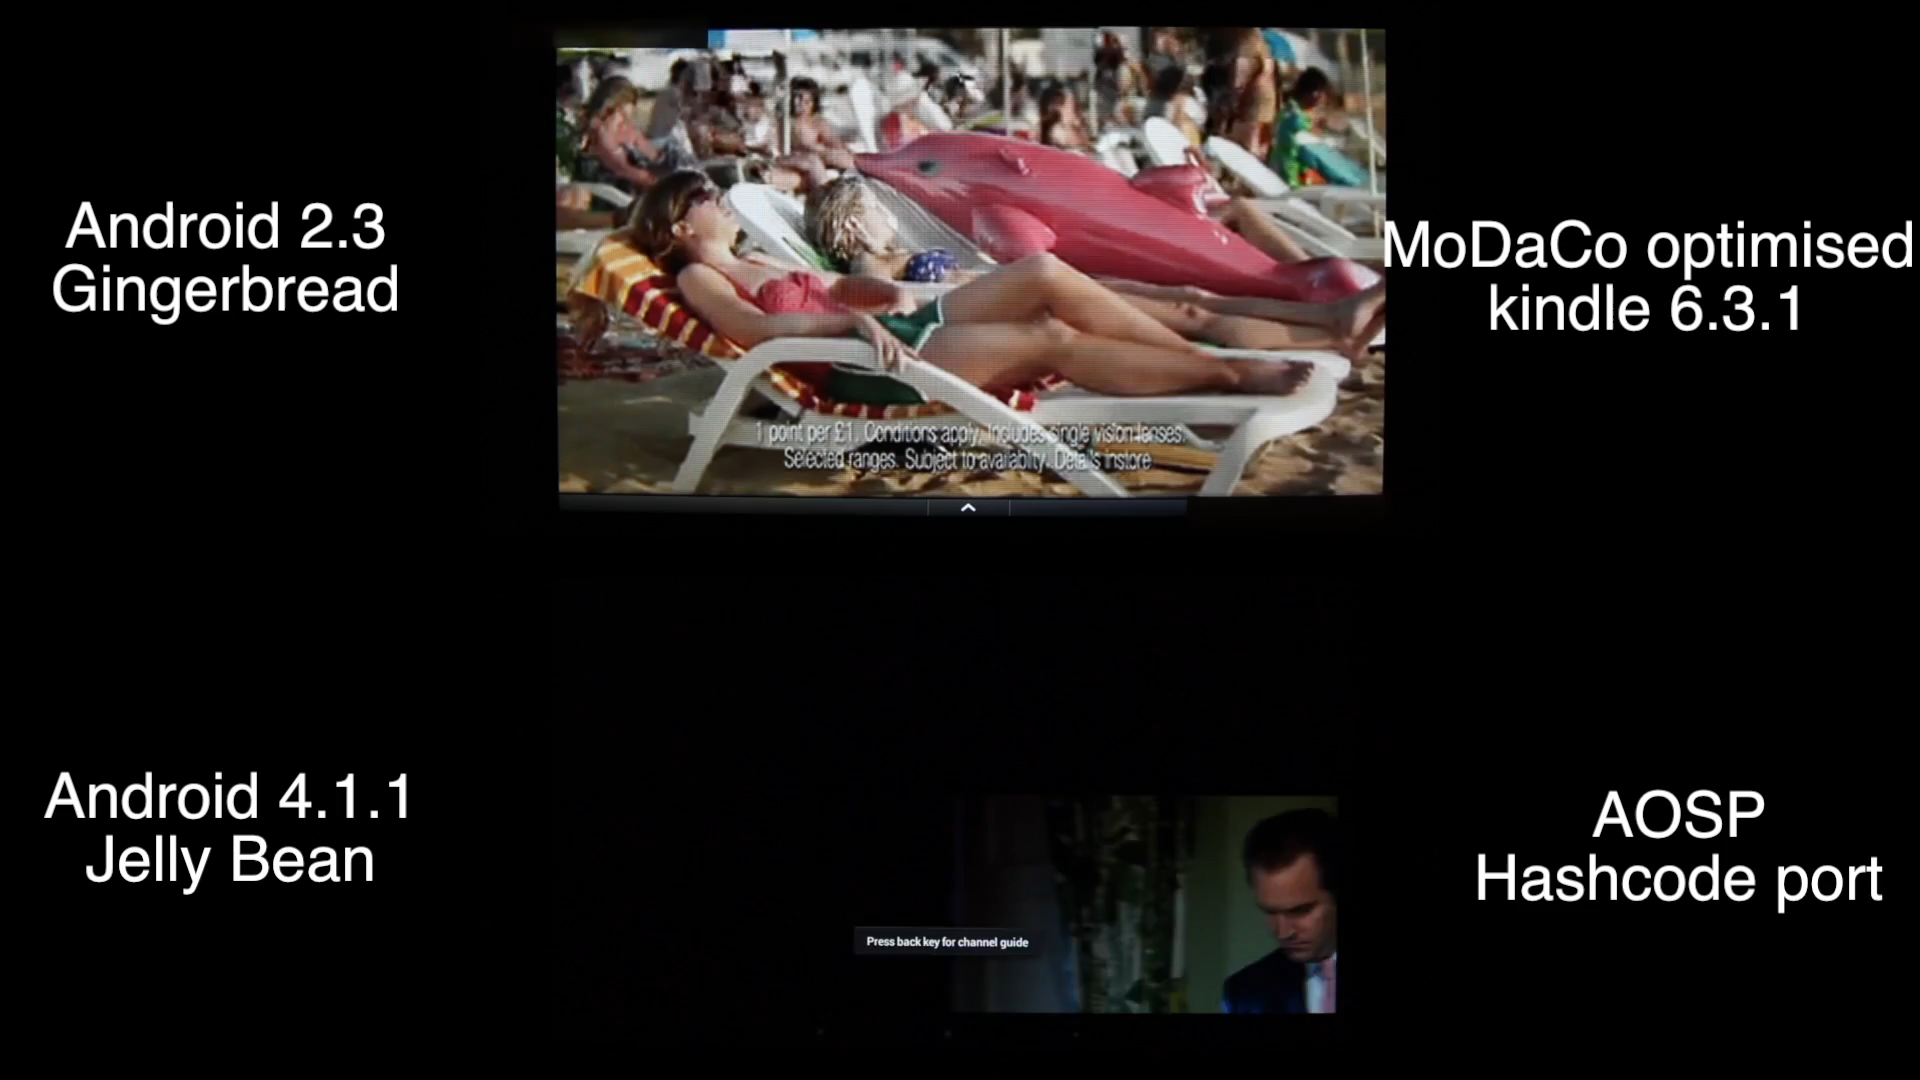 Android 2.3
Gingerbread
MoDaCo optimised
kindle 6.3.1
1 point per £1. Conditions apply. Includes single vision lenses.
Selected ranges. Subject to availablity. Details instore
Android 4.1.1
Jelly Bean
AOSP
Hashcode port
Press back key for channel guide